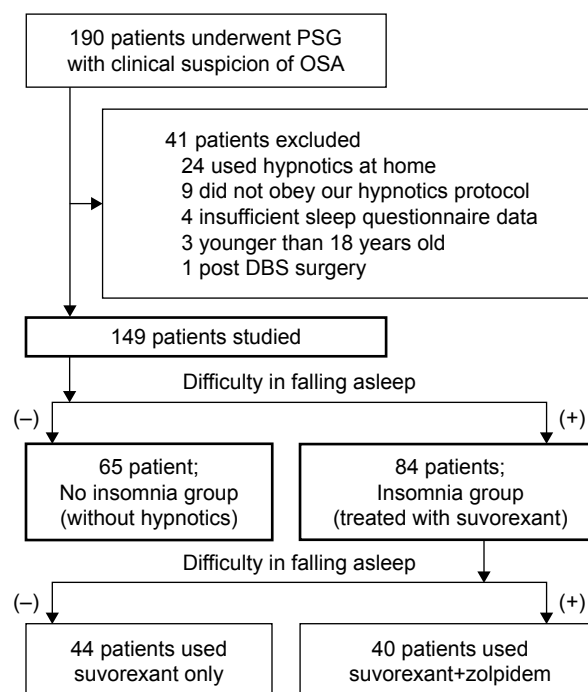 190 patients underwent PSG
with clinical suspicion of OSA
41 patients excluded
24 used hypnotics at home
9 did not obey our hypnotics protocol
4 insufficient sleep questionnaire data
3 younger than 18 years old
1 post DBS surgery
149 patients studied
Difficulty in falling asleep
(–)
(+)
65 patient;
No insomnia group
(without hypnotics)
84 patients;
Insomnia group
(treated with suvorexant)
Difficulty in falling asleep
(–)
(+)
44 patients used
suvorexant only
40 patients used
suvorexant+zolpidem